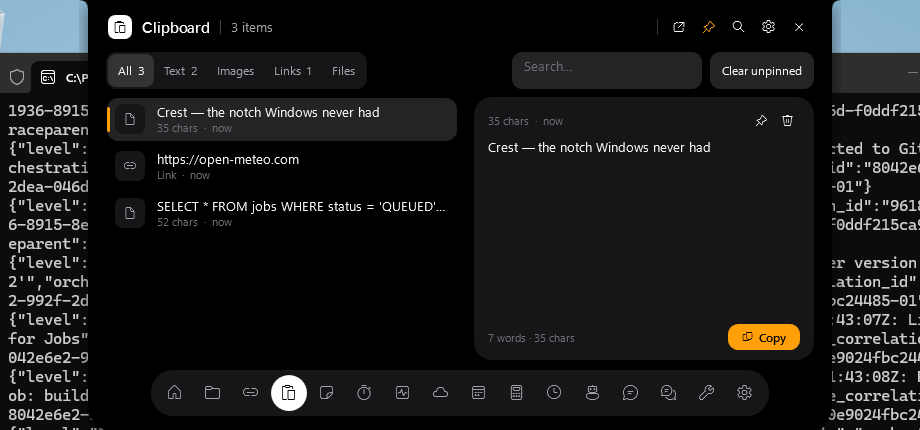 Clipboard
3 items
All 3
Text 2
Images
Links 1
Files
Search...
Clear unpinned
Crest — the notch Windows never had
35 chars · now
https://open-meteo.com
Link · now
SELECT * FROM jobs WHERE status = 'QUEUED'...
52 chars · now
35 chars · now
Crest — the notch Windows never had
7 words · 35 chars
Copy
C:\P
1936-8915
raceparen
{"level":
chestrati
2dea-046d
{"level":
6-8915-8e
eparent":
{"level":
2'","orch
2-992f-2d
{"level":
for Jobs"
042e6e2-9
{"level":
ob: build
8042e6e2-
{"level":
6d-f0ddf215
cted to Git
id":"8042e6
-01"}
n_id":"9618
f0ddf215ca9
er version
lation_id"
bc24485-01"
:43:07Z: Li
_correlatio
e9024fbc244
1:43:08Z: R
e_correlati
0e9024fbc24